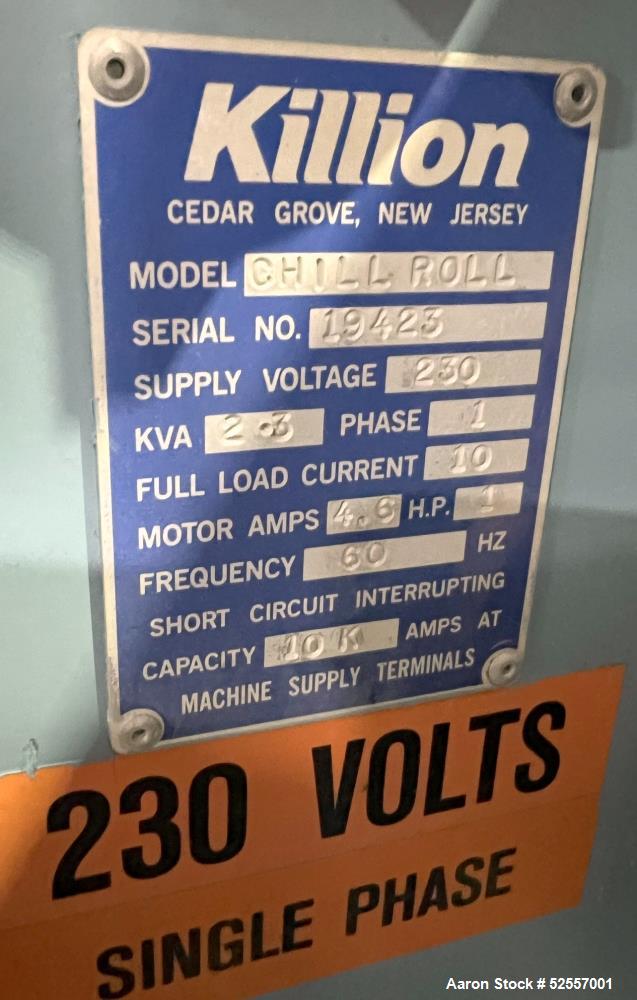 Killion
CEDAR GROVE, NEW JERSEY
MODEL CHILL ROLL
SERIAL NO. 19423
SUPPLY VOLTAGE 230
KVA 2.3 PHASE 1
FULL LOAD CURRENT 10
MOTOR AMPS 4.6 H.P. 1
FREQUENCY 60 HZ
SHORT CIRCUIT INTERRUPTING
CAPACITY 10K AMPS AT
MACHINE SUPPLY TERMINALS
230 VOLTS
SINGLE PHASE
Aaron Stock # 52557001